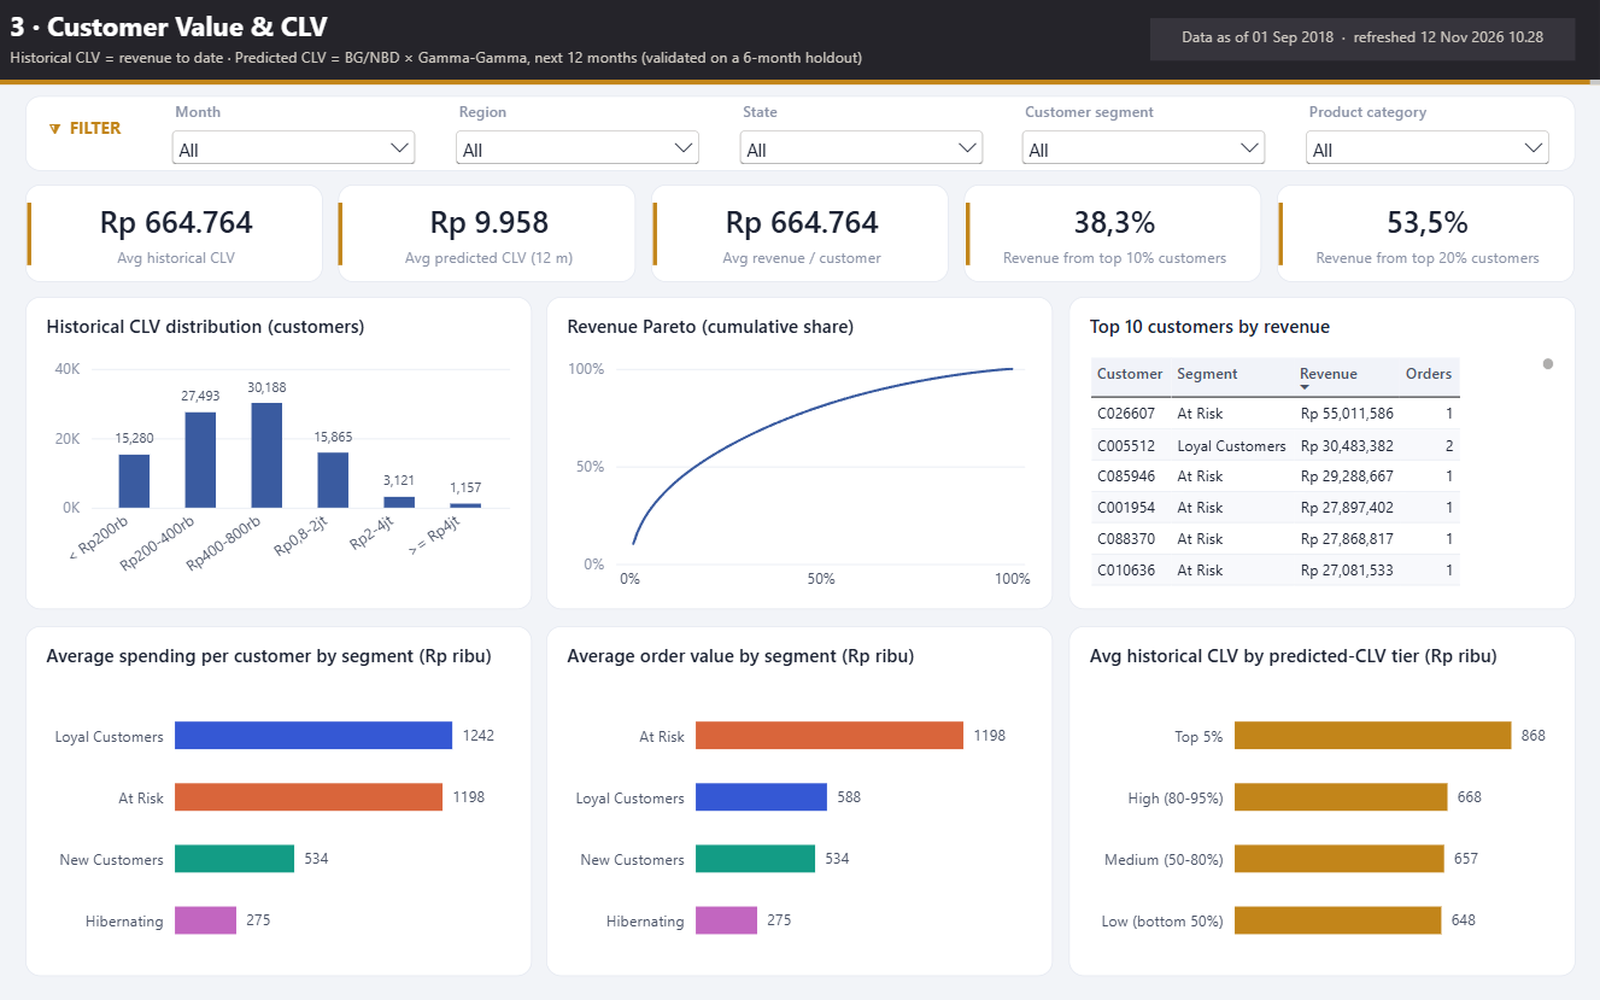 3 · Customer Value & CLV
Historical CLV = revenue to date · Predicted CLV = BG/NBD × Gamma-Gamma, next 12 months (validated on a 6-month holdout)
Data as of 01 Sep 2018 · refreshed 12 Nov 2026 10.28
FILTER
Month
All
Region
All
State
All
Customer segment
All
Product category
All
Rp 664.764
Avg historical CLV
Rp 9.958
Avg predicted CLV (12 m)
Rp 664.764
Avg revenue / customer
38,3%
Revenue from top 10% customers
53,5%
Revenue from top 20% customers
Historical CLV distribution (customers)
40K
20K
0K
15,280
27,493
30,188
15,865
3,121
1,157
< Rp200rb
Rp200-400rb
Rp400-800rb
Rp0,8-2jt
Rp2-4jt
>= Rp4jt
Revenue Pareto (cumulative share)
100%
50%
0%
0%
50%
100%
Top 10 customers by revenue
Customer Segment Revenue Orders
C026607 At Risk Rp 55,011,586 1
C005512 Loyal Customers Rp 30,483,382 2
C085946 At Risk Rp 29,288,667 1
C001954 At Risk Rp 27,897,402 1
C088370 At Risk Rp 27,868,817 1
C010636 At Risk Rp 27,081,533 1
Average spending per customer by segment (Rp ribu)
Loyal Customers 1242
At Risk 1198
New Customers 534
Hibernating 275
Average order value by segment (Rp ribu)
At Risk 1198
Loyal Customers 588
New Customers 534
Hibernating 275
Avg historical CLV by predicted-CLV tier (Rp ribu)
Top 5% 868
High (80-95%) 668
Medium (50-80%) 657
Low (bottom 50%) 648